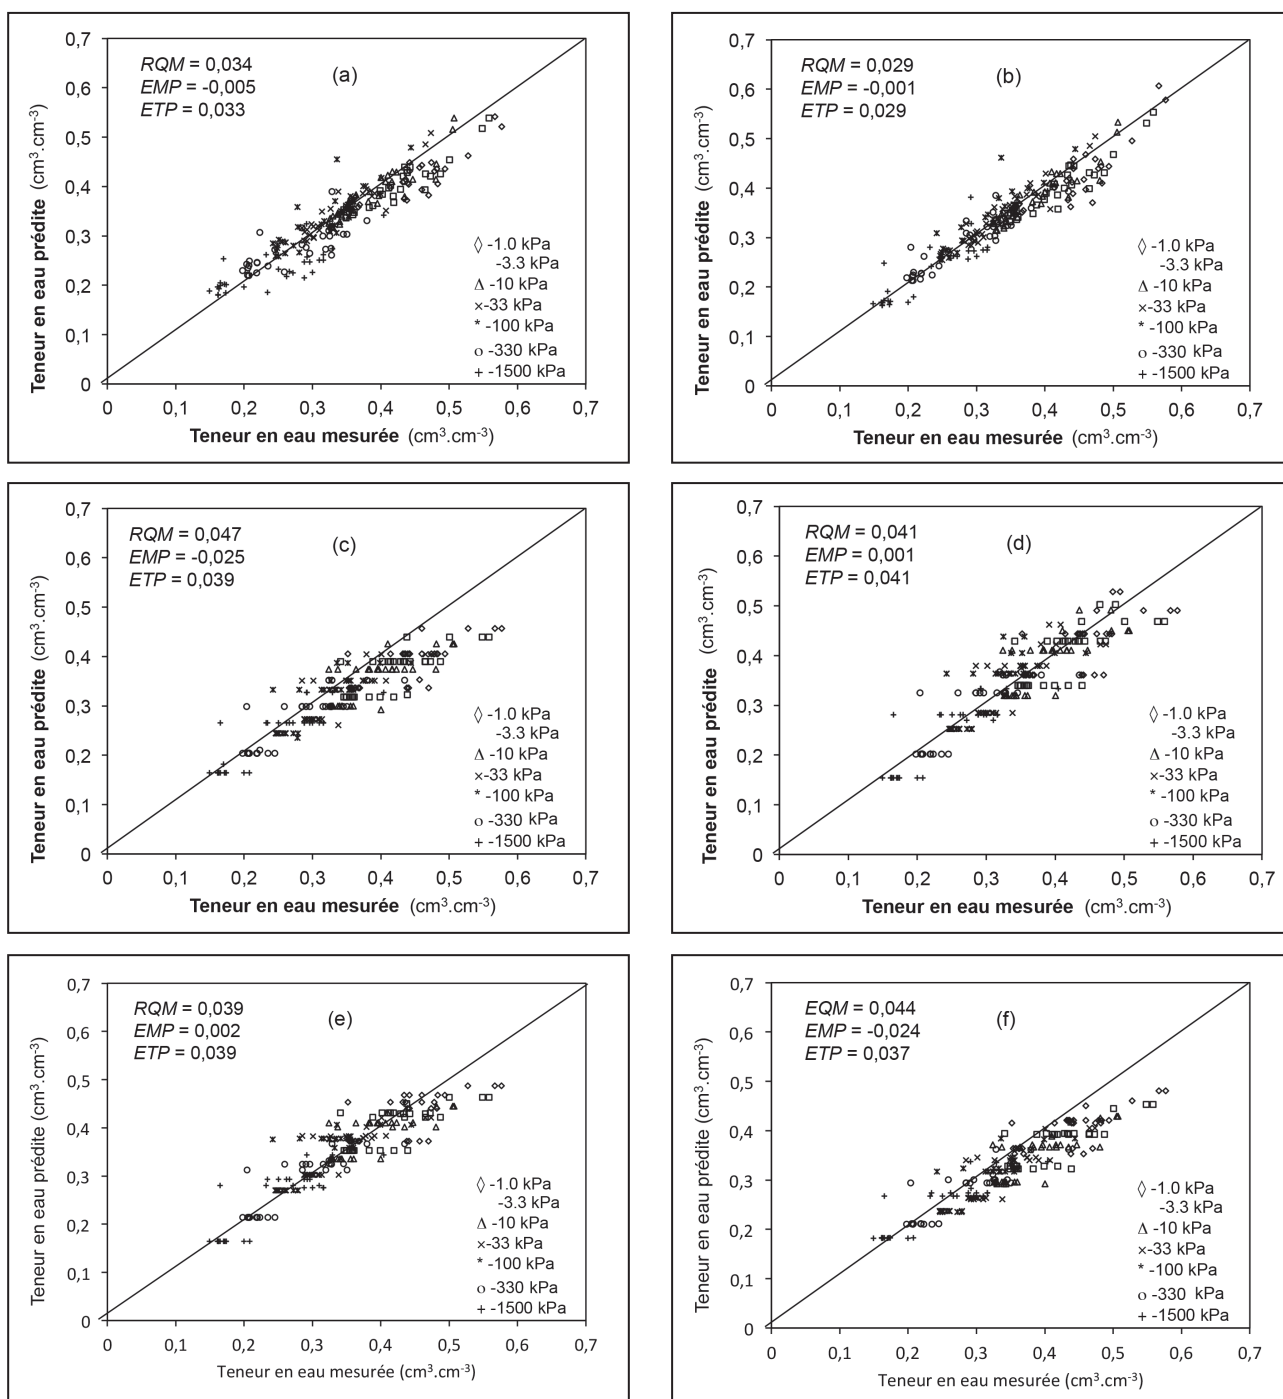 0,7
0,6
0,5
0,4
0,3
0,2
0,1
0
Teneur en eau prédite (cm³.cm⁻³)
RQM = 0,034
EMP = -0,005
ETP = 0,033
(a)
◊ -1.0 kPa
-3.3 kPa
Δ -10 kPa
×-33 kPa
* -100 kPa
o -330 kPa
+ -1500 kPa
0 0,1 0,2 0,3 0,4 0,5 0,6 0,7
Teneur en eau mesurée (cm³.cm⁻³)
0,7
0,6
0,5
0,4
0,3
0,2
0,1
0
Teneur en eau prédite (cm³.cm⁻³)
RQM = 0,029
EMP = -0,001
ETP = 0,029
(b)
◊ -1.0 kPa
-3.3 kPa
Δ -10 kPa
×-33 kPa
* -100 kPa
o -330 kPa
+ -1500 kPa
0 0,1 0,2 0,3 0,4 0,5 0,6 0,7
Teneur en eau mesurée (cm³.cm⁻³)
0,7
0,6
0,5
0,4
0,3
0,2
0,1
0
Teneur en eau prédite (cm³.cm⁻³)
RQM = 0,047
EMP = -0,025
ETP = 0,039
(c)
◊ -1.0 kPa
-3.3 kPa
Δ -10 kPa
×-33 kPa
* -100 kPa
o -330 kPa
+ -1500 kPa
0 0,1 0,2 0,3 0,4 0,5 0,6 0,7
Teneur en eau mesurée (cm³.cm⁻³)
0,7
0,6
0,5
0,4
0,3
0,2
0,1
0
Teneur en eau prédite (cm³.cm⁻³)
RQM = 0,041
EMP = 0,001
ETP = 0,041
(d)
◊ -1.0 kPa
-3.3 kPa
Δ -10 kPa
×-33 kPa
* -100 kPa
o -330 kPa
+ -1500 kPa
0 0,1 0,2 0,3 0,4 0,5 0,6 0,7
Teneur en eau mesurée (cm³.cm⁻³)
0,7
0,6
0,5
0,4
0,3
0,2
0,1
0
Teneur en eau prédite (cm³.cm⁻³)
RQM = 0,039
EMP = 0,002
ETP = 0,039
(e)
◊ -1.0 kPa
-3.3 kPa
Δ -10 kPa
×-33 kPa
* -100 kPa
o -330 kPa
+ -1500 kPa
0 0,1 0,2 0,3 0,4 0,5 0,6 0,7
Teneur en eau mesurée (cm³.cm⁻³)
0,7
0,6
0,5
0,4
0,3
0,2
0,1
0
Teneur en eau prédite (cm³.cm⁻³)
EQM = 0,044
EMP = -0,024
ETP = 0,037
(f)
◊ -1.0 kPa
-3.3 kPa
Δ -10 kPa
×-33 kPa
* -100 kPa
o -330 kPa
+ -1500 kPa
0 0,1 0,2 0,3 0,4 0,5 0,6 0,7
Teneur en eau mesurée (cm³.cm⁻³)